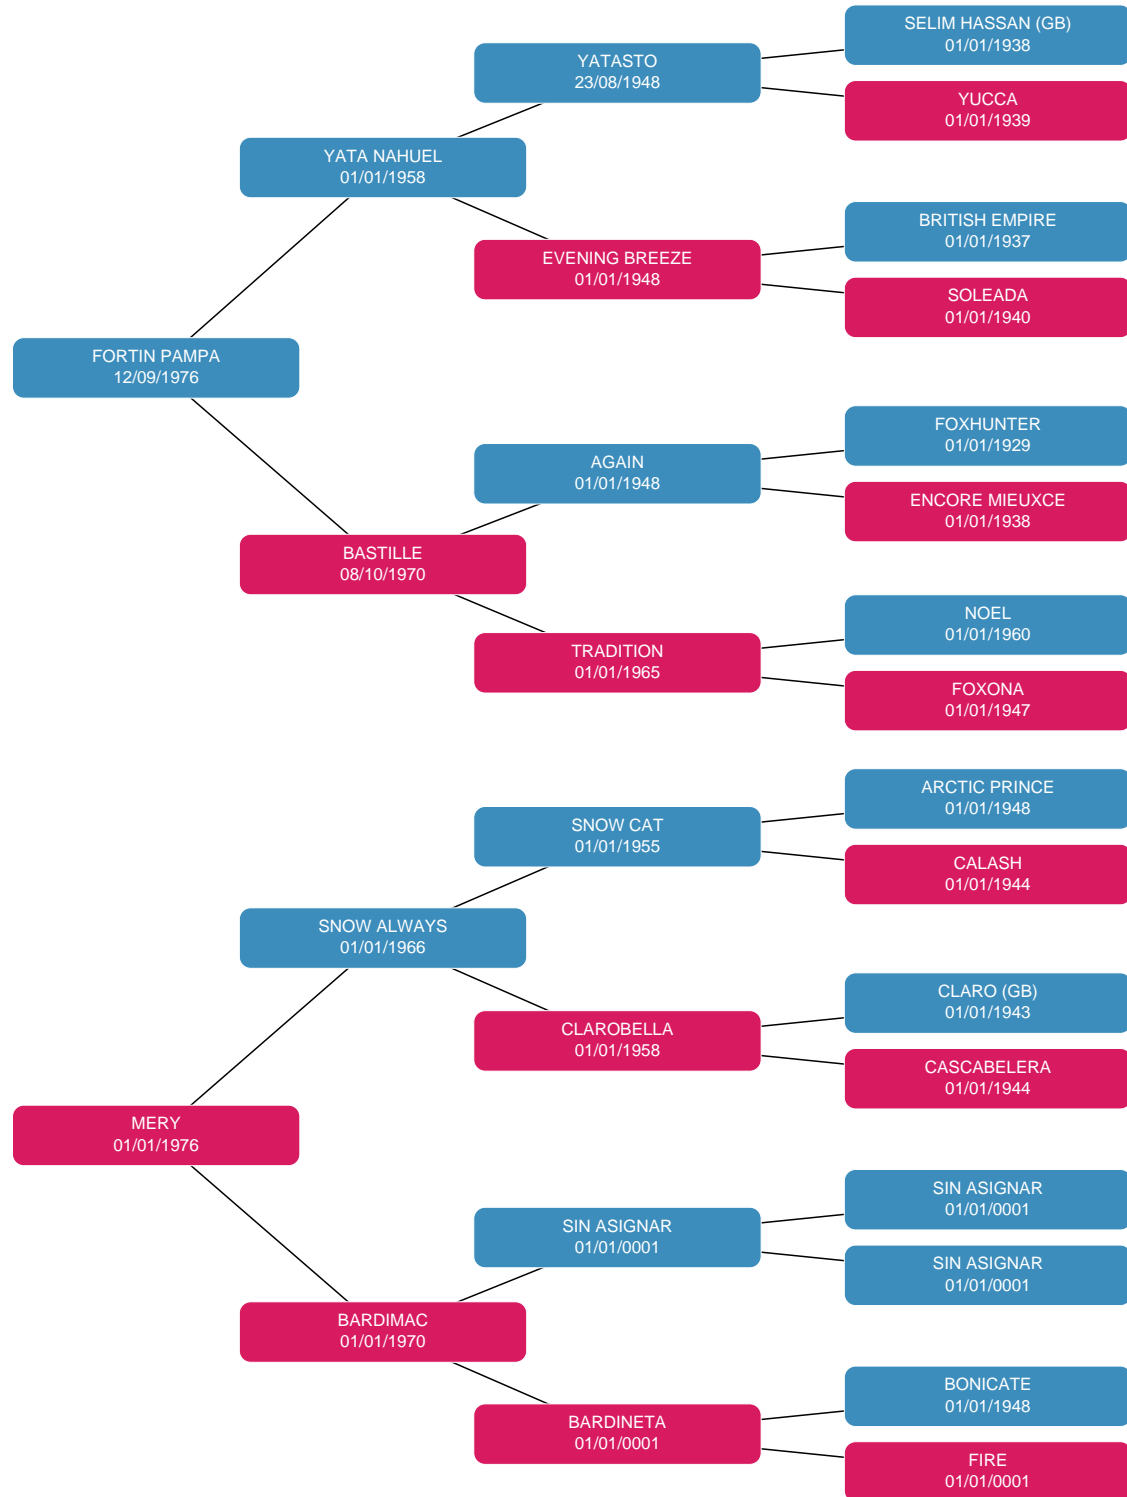 SELIM HASSAN (GB)
01/01/1938
YATASTO
23/08/1948
YUCCA
01/01/1939
YATA NAHUEL
01/01/1958
BRITISH EMPIRE
01/01/1937
EVENING BREEZE
01/01/1948
SOLEADA
01/01/1940
FORTIN PAMPA
12/09/1976
FOXHUNTER
01/01/1929
AGAIN
01/01/1948
ENCORE MIEUXCE
01/01/1938
BASTILLE
08/10/1970
NOEL
01/01/1960
TRADITION
01/01/1965
FOXONA
01/01/1947
ARCTIC PRINCE
01/01/1948
SNOW CAT
01/01/1955
CALASH
01/01/1944
SNOW ALWAYS
01/01/1966
CLARO (GB)
01/01/1943
CLAROBELLA
01/01/1958
CASCABELERA
01/01/1944
MERY
01/01/1976
SIN ASIGNAR
01/01/0001
SIN ASIGNAR
01/01/0001
SIN ASIGNAR
01/01/0001
BARDIMAC
01/01/1970
BONICATE
01/01/1948
BARDINETA
01/01/0001
FIRE
01/01/0001